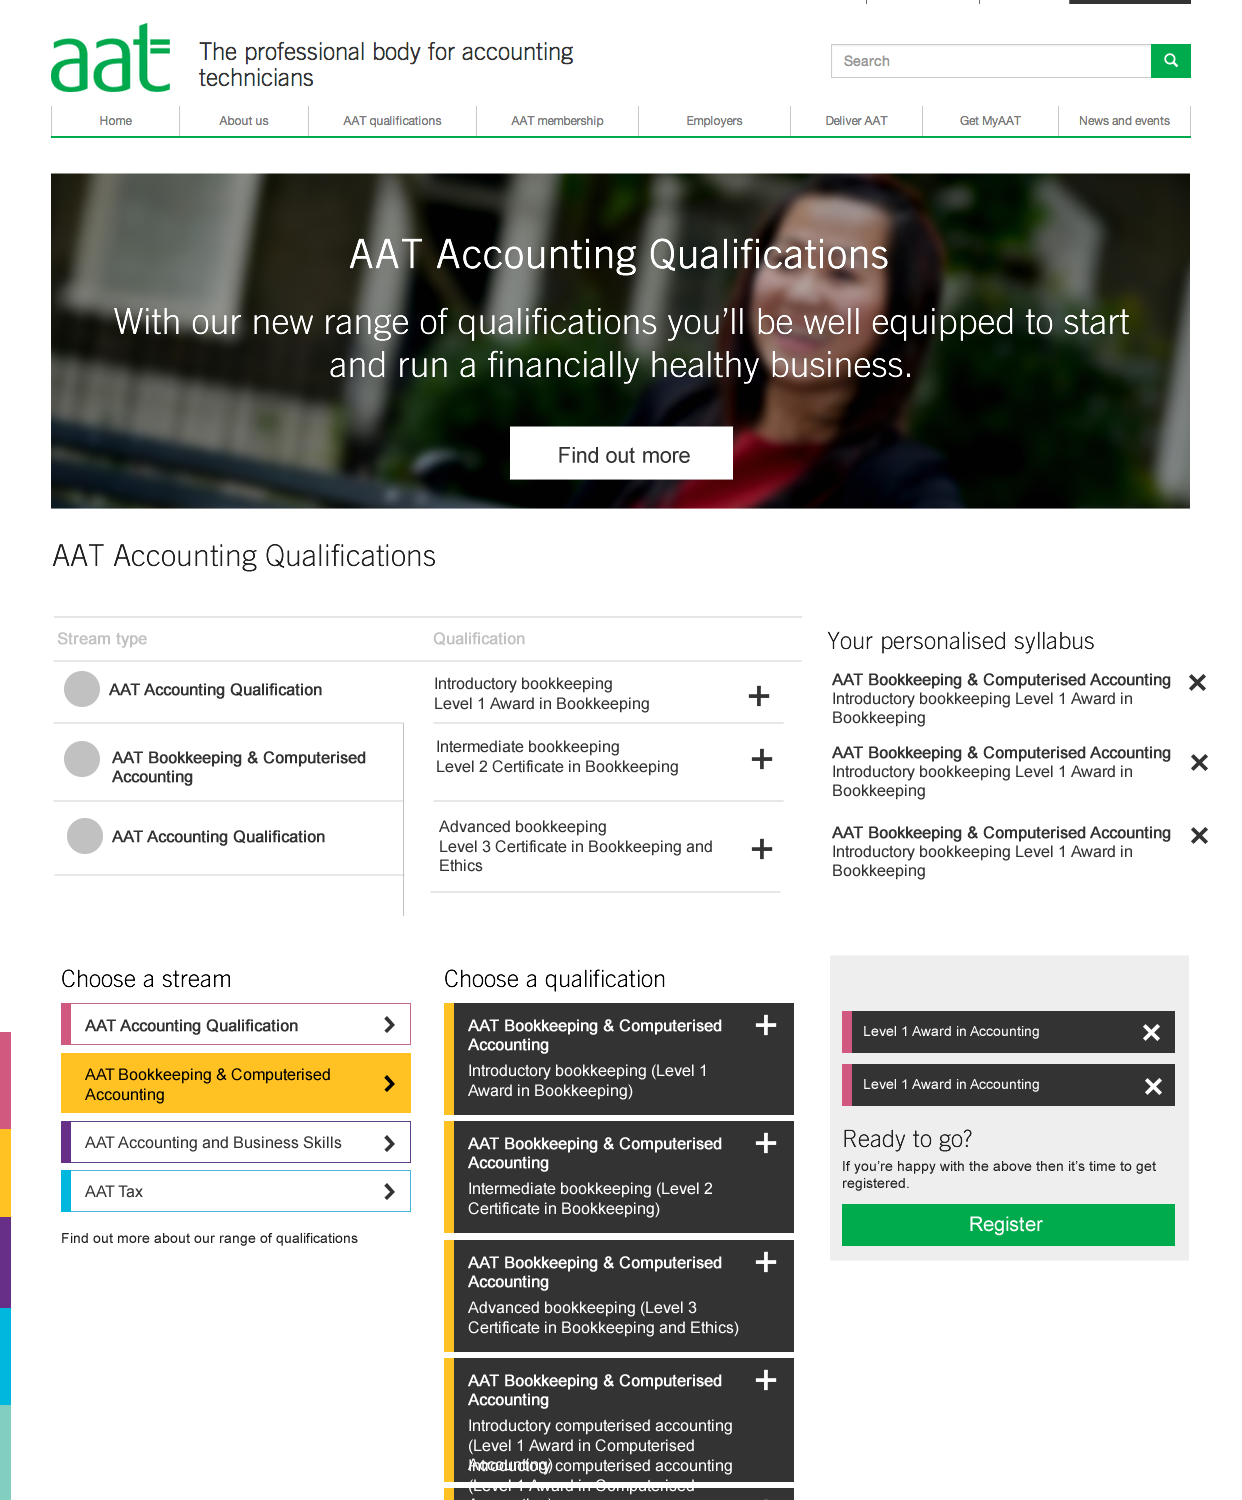 aat
The professional body for accounting
technicians
Search
Home
About us
AAT qualifications
AAT membership
Employers
Deliver AAT
Get MyAAT
News and events
AAT Accounting Qualifications
With our new range of qualifications you’ll be well equipped to start
and run a financially healthy business.
Find out more
AAT Accounting Qualifications
Stream type
Qualification
AAT Accounting Qualification
AAT Bookkeeping & Computerised
Accounting
AAT Accounting Qualification
Introductory bookkeeping
Level 1 Award in Bookkeeping
Intermediate bookkeeping
Level 2 Certificate in Bookkeeping
Advanced bookkeeping
Level 3 Certificate in Bookkeeping and
Ethics
Your personalised syllabus
AAT Bookkeeping & Computerised Accounting
Introductory bookkeeping Level 1 Award in
Bookkeeping
AAT Bookkeeping & Computerised Accounting
Introductory bookkeeping Level 1 Award in
Bookkeeping
AAT Bookkeeping & Computerised Accounting
Introductory bookkeeping Level 1 Award in
Bookkeeping
Choose a stream
AAT Accounting Qualification
AAT Bookkeeping & Computerised
Accounting
AAT Accounting and Business Skills
AAT Tax
Find out more about our range of qualifications
Choose a qualification
AAT Bookkeeping & Computerised
Accounting
Introductory bookkeeping (Level 1
Award in Bookkeeping)
AAT Bookkeeping & Computerised
Accounting
Intermediate bookkeeping (Level 2
Certificate in Bookkeeping)
AAT Bookkeeping & Computerised
Accounting
Advanced bookkeeping (Level 3
Certificate in Bookkeeping and Ethics)
AAT Bookkeeping & Computerised
Accounting
Introductory computerised accounting
(Level 1 Award in Computerised
Accounting)
Introductory computerised accounting
(Level 1 Award in Computerised
Level 1 Award in Accounting
Level 1 Award in Accounting
Ready to go?
If you’re happy with the above then it’s time to get
registered.
Register